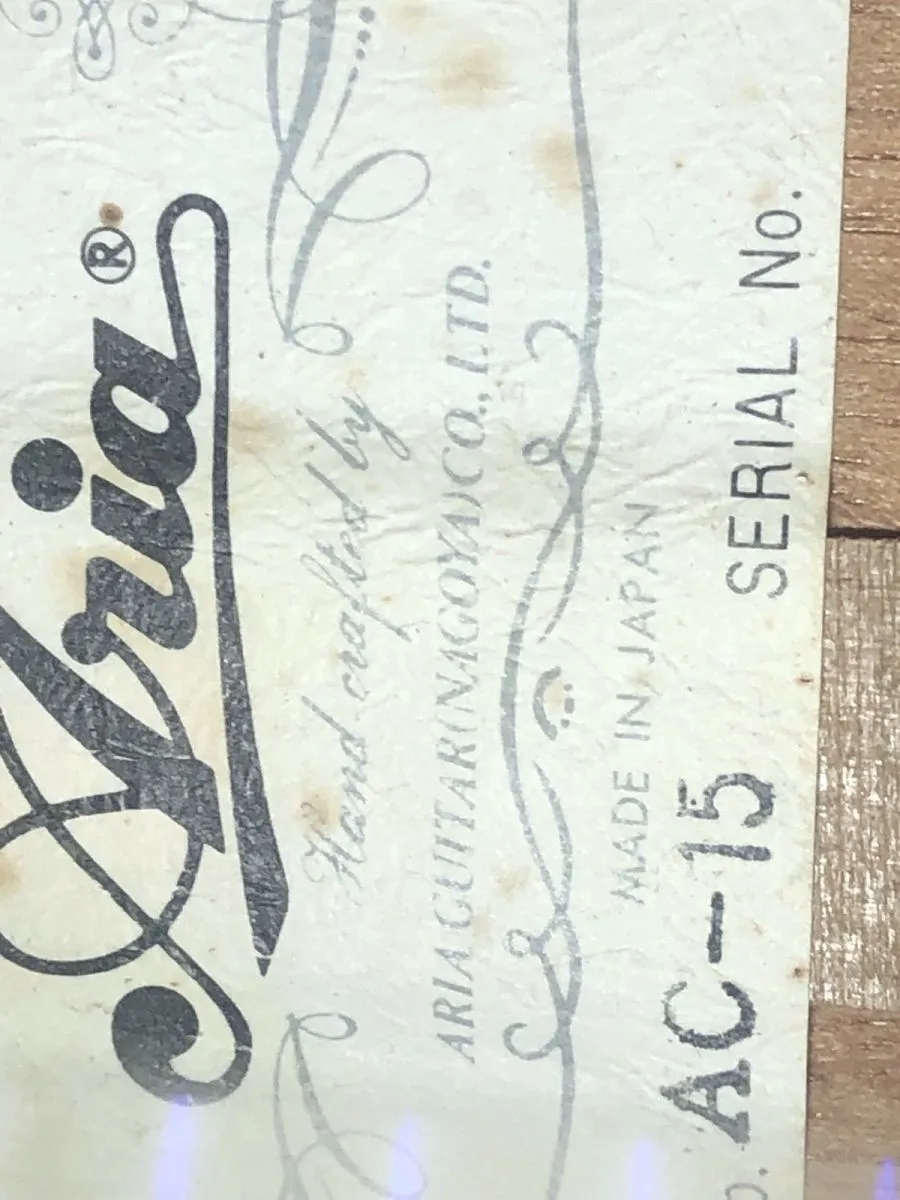 Aria®
Hand crafted by
ARIA GUITAR (NAGOYA) CO., LTD.
MADE IN JAPAN
o. AC-15 SERIAL No.